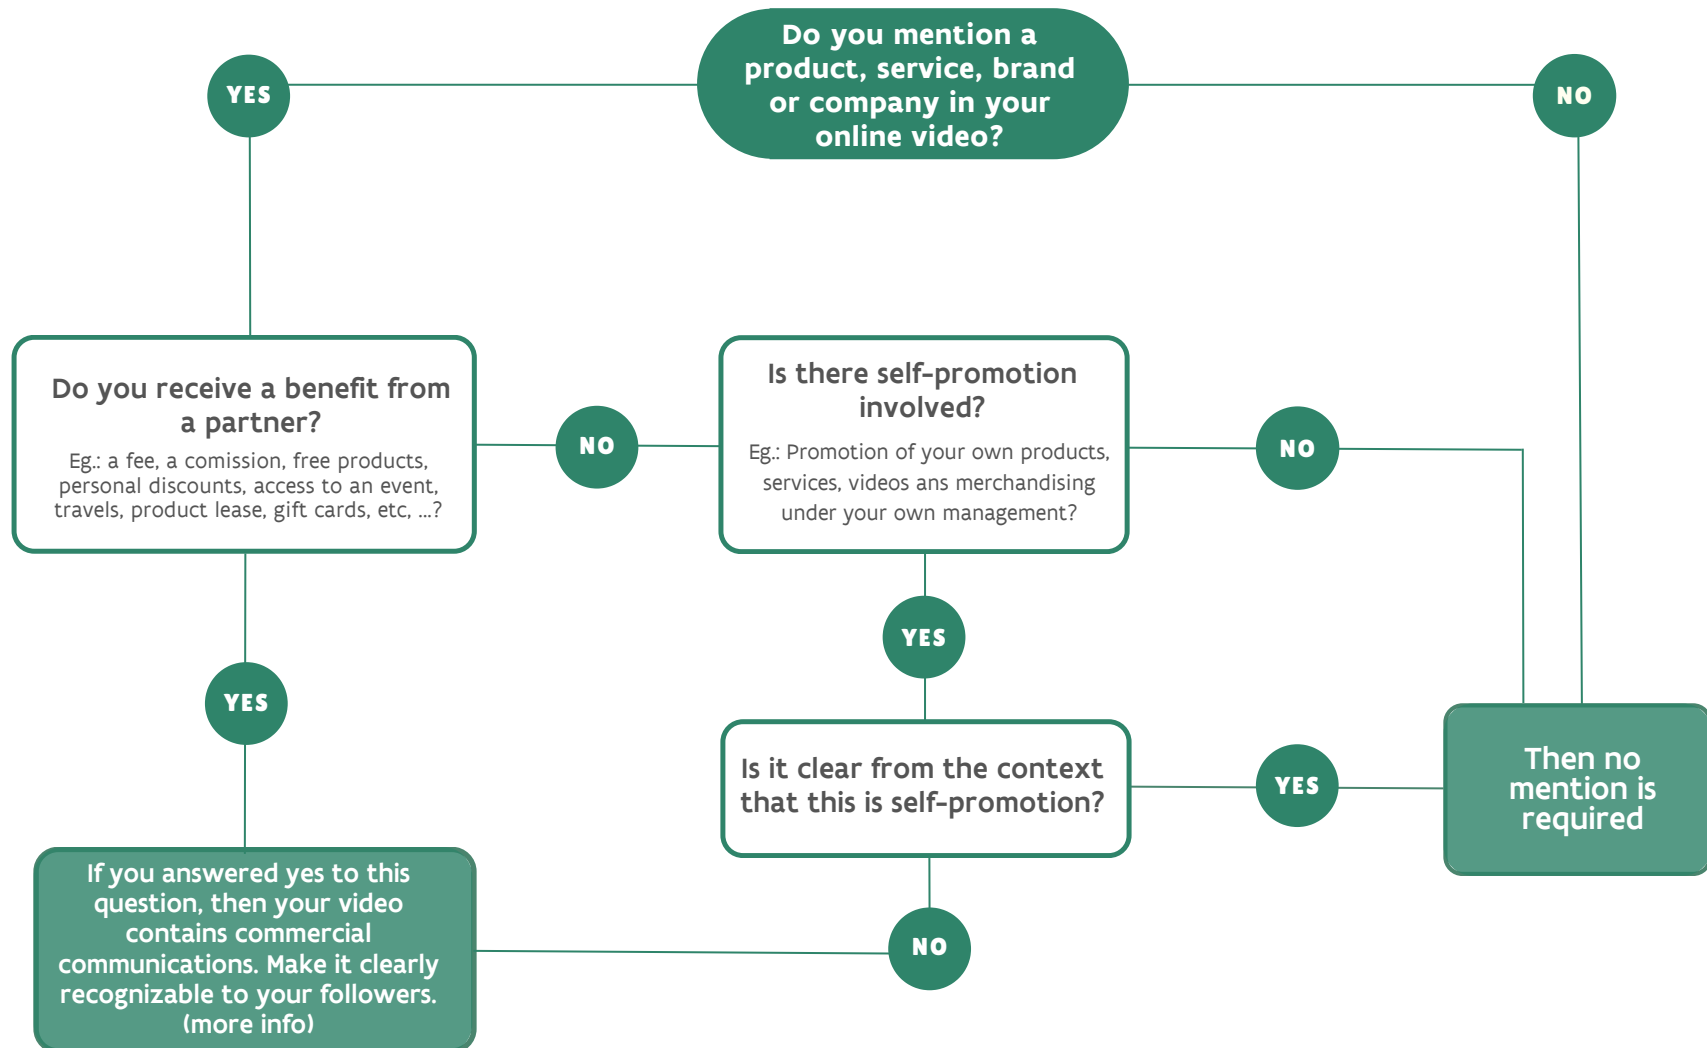 Do you mention a
product, service, brand
or company in your
online video?
YES
NO
Do you receive a benefit from
a partner?
Eg.: a fee, a comission, free products,
personal discounts, access to an event,
travels, product lease, gift cards, etc, ...?
NO
Is there self-promotion
involved?
Eg.: Promotion of your own products,
services, videos ans merchandising
under your own management?
NO
YES
YES
Is it clear from the context
that this is self-promotion?
YES
Then no
mention is
required
If you answered yes to this
question, then your video
contains commercial
communications. Make it clearly
recognizable to your followers.
(more info)
NO